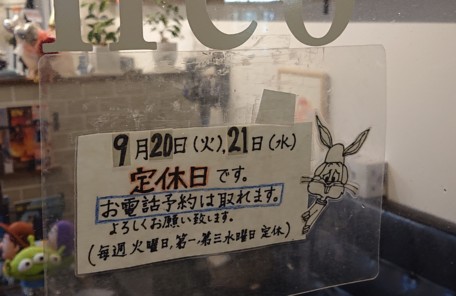 nico
9月20日(火),21日(水)
定休日です。
お電話予約は取れます。
よろしくお願い致します。
(毎週火曜日,第一,第三水曜日 定休)